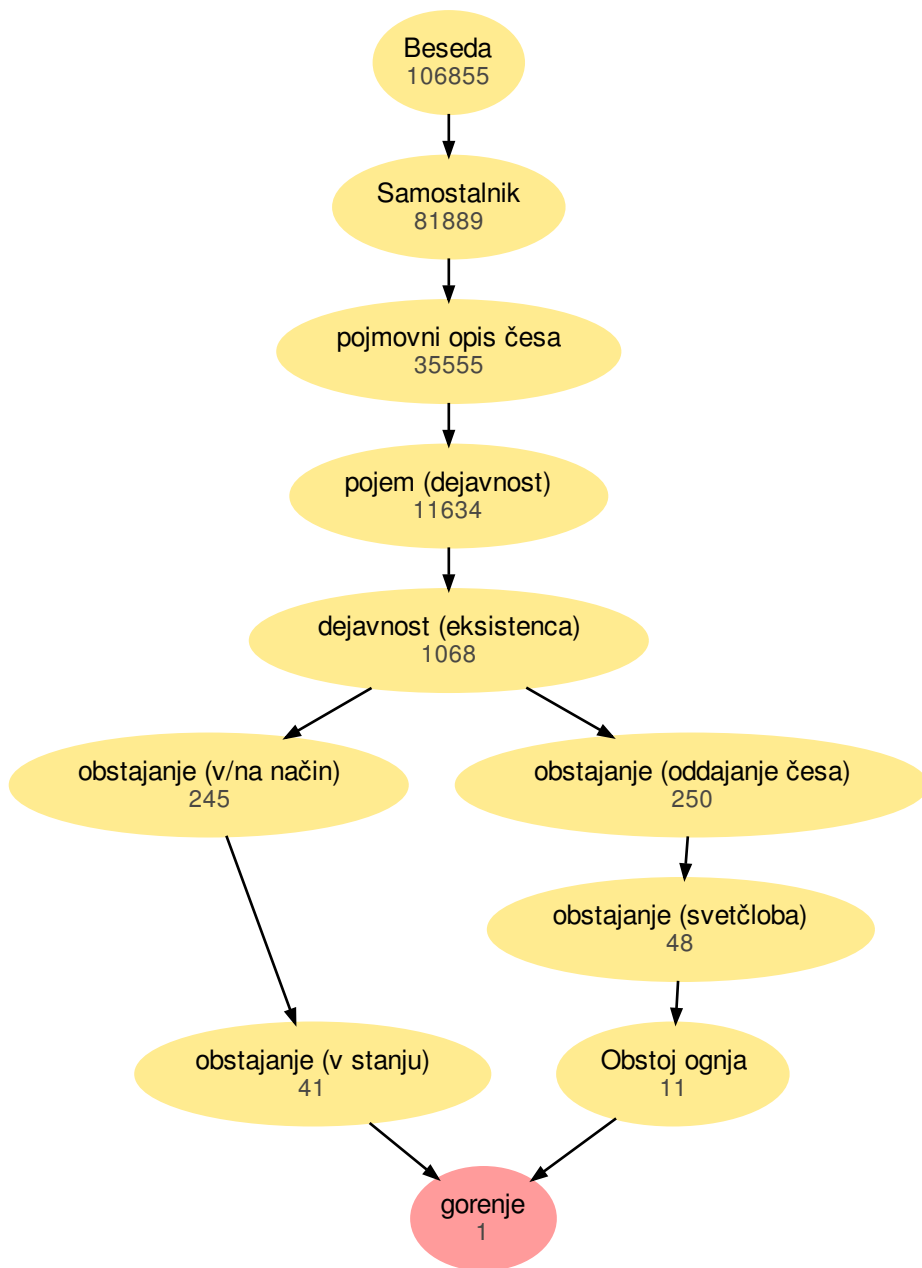 Beseda
106855
Samostalnik
81889
pojmovni opis česa
35555
pojem (dejavnost)
11634
dejavnost (eksistenca)
1068
obstajanje (v/na način)
245
obstajanje (oddajanje česa)
250
obstajanje (svetčloba)
48
obstajanje (v stanju)
41
Obstoj ognja
11
gorenje
1